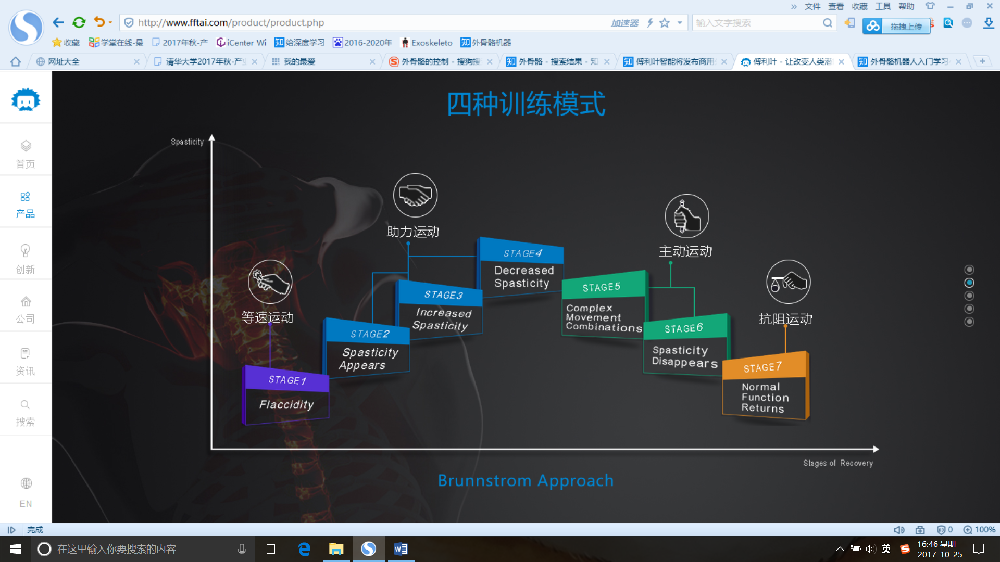 文件 查看 收藏 工具 帮助
http://www.fftai.com/product/product.php
加速器
输入文字搜索
拖拽上传
收藏
学堂在线-最
2017年秋-产
iCenter Wi
知 给深度学习
2016-2020年
Exoskeleto
知 外骨骼机器
网址大全
清华大学2017年秋-产业
我的最爱
外骨骼的控制 - 搜狗搜
知 外骨骼 - 搜索结果 - 知
知 傅利叶智能将发布商用
傅利叶 - 让改变人类潜
知 外骨骼机器人入门学习
首页
产品
创新
公司
资讯
搜索
EN
四种训练模式
Spasticity
助力运动
主动运动
等速运动
抗阻运动
STAGE1
Flaccidity
STAGE2
Spasticity
Appears
STAGE3
Increased
Spasticity
STAGE4
Decreased
Spasticity
STAGE5
Complex
Movement
Combinations
STAGE6
Spasticity
Disappears
STAGE7
Normal
Function
Returns
Stages of Recovery
Brunnstrom Approach
完成
AD 0
100%
在这里输入你要搜索的内容
英
16:46 星期三
2017-10-25